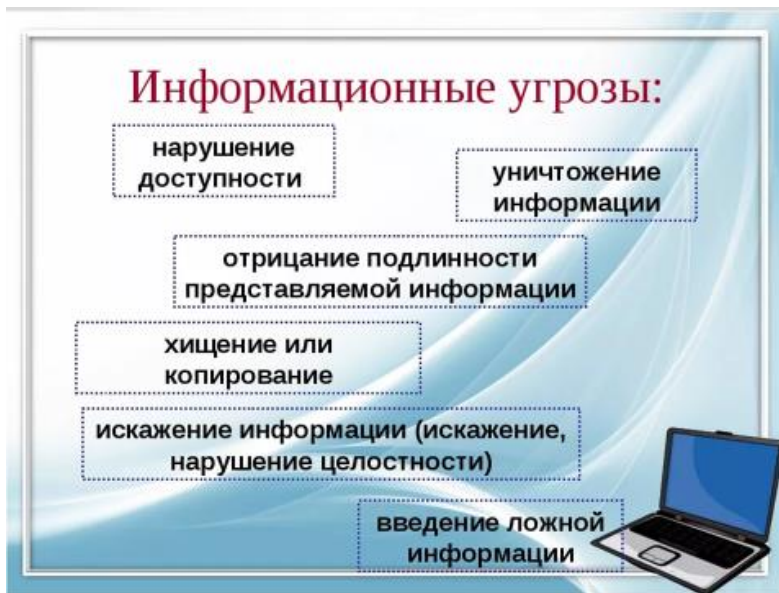 Информационные угрозы:
нарушение
доступности
уничтожение
информации
отрицание подлинности
представляемой информации
хищение или
копирование
искажение информации (искажение,
нарушение целостности)
введение ложной
информации